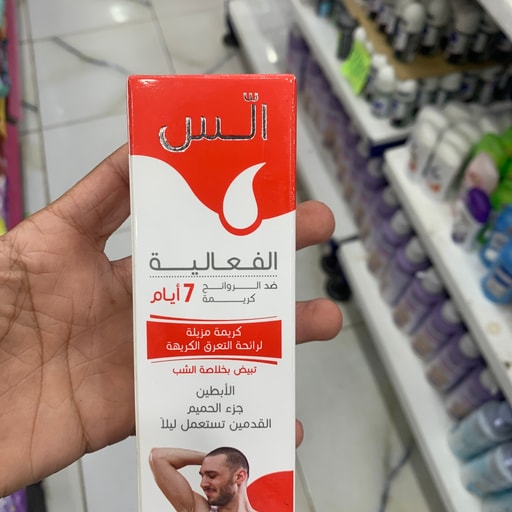 اتّس
الفعالية
ضد الروائح
كريمة
7 أيام
كريمة مزيلة
لرائحة التعرق الكريهة
تبيض بخلاصة الشب
الأبطين
جزء الحميم
القدمين تستعمل ليلاً